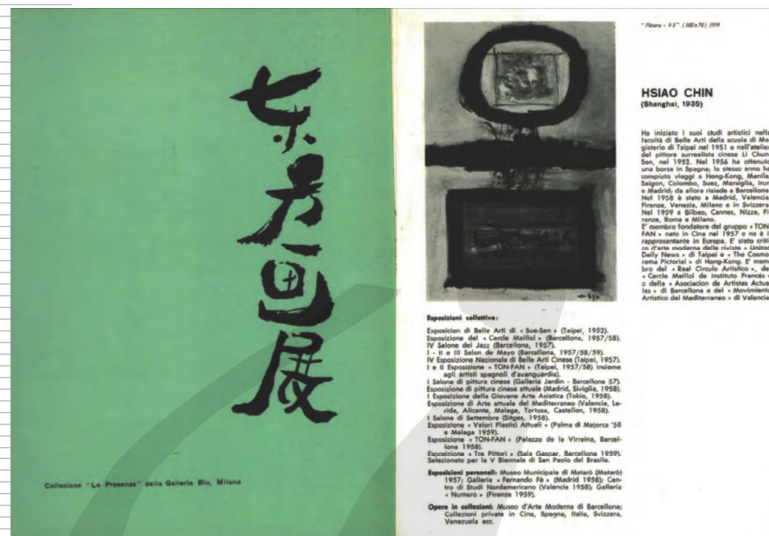 东
方
画
展
Collezione "Le Presenze" della Galleria Blu, Milano
"Pittura - 95" (100x70) 1959
HSIAO CHIN
(Shanghai, 1935)
Ha iniziato i suoi studi artistici nella
facoltà di Belle Arti della scuola di Ma-
gisterio di Taipei nel 1951 e nell'atelier
del pittore surrealista cinese Li Chun-
Sen, nel 1952. Nel 1956 ha ottenuto
una borsa in Spagna; lo stesso anno ha
compiuto viaggi a Hong-Kong, Manila,
Saigon, Colombo, Suez, Marsiglia, Irun
e Madrid; da allora risiede a Barcellona.
Nel 1958 è stato a Madrid, Valencia,
Firenze, Venezia, Milano e in Svizzera.
Nel 1959 a Bilbao, Cannes, Nizza, Fi-
renze, Roma e Milano.
E' membro fondatore del gruppo «TON-
FAN» nato in Cina nel 1957 e ne è il
rappresentante in Europa. E' stato criti-
co d'arte moderna delle riviste «United
Daily News» di Taipei e «The Cosmo-
rama Pictorial» di Hong-Kong. E' mem-
bro del «Real Circulo Artistico», del
«Cercle Maillol de Instituto Francés»
e della «Asociacion de Artistes Actua-
les» di Barcellona e del «Movimiento
Artistico del Mediterraneo» di Valencia.
Esposizioni collettive:
Exposicion di Belle Arti di «Sue-Sen» (Taipei, 1952).
Esposizione del «Cercle Maillol» (Barcellona, 1957/58).
IV Salone del Jazz (Barcellona, 1957).
I - II e III Salon de Mayo (Barcellona, 1957/58/59).
IV Esposizione Nazionale di Belle Arti Cinese (Taipei, 1957).
I e II Esposizione «TON-FAN» (Taipei, 1957/58) insieme
agli artisti spagnoli d'avanguardia).
I Salone di pittura cinese (Galleria Jardin - Barcellona 57).
Esposizione di pittura cinese attuale (Madrid, Siviglia, 1958).
I Esposizione della Giovane Arte Asiatica (Tokio, 1958).
Esposizione di Arte attuale del Mediterraneo (Valencia, Le-
rida, Alicante, Malaga, Tortosa, Castellon, 1958).
I Salone di Settembre (Sitges, 1958).
Esposizione «Valori Plastici Attuali» (Palma di Majorca '58
e Malaga 1959).
Esposizione «TON-FAN» (Palazzo de la Virreina, Barcel-
lona 1958).
Esposizione «Tre Pittori» (Sala Gaspar, Barcellona 1959).
Selezionato per la V Biennale di San Paolo del Brasile.
Esposizioni personali: Museo Municipale di Matarò (Matarò)
1957; Galleria «Fernando Fè» (Madrid 1958); Cen-
tro di Studi Nordamericano (Valencia 1958); Galleria
«Numero» (Firenze 1959).
Opere in collezioni: Museo d'Arte Moderna di Barcellona;
Collezioni private in Cina, Spagna, Italia, Svizzera,
Venezuela ecc.